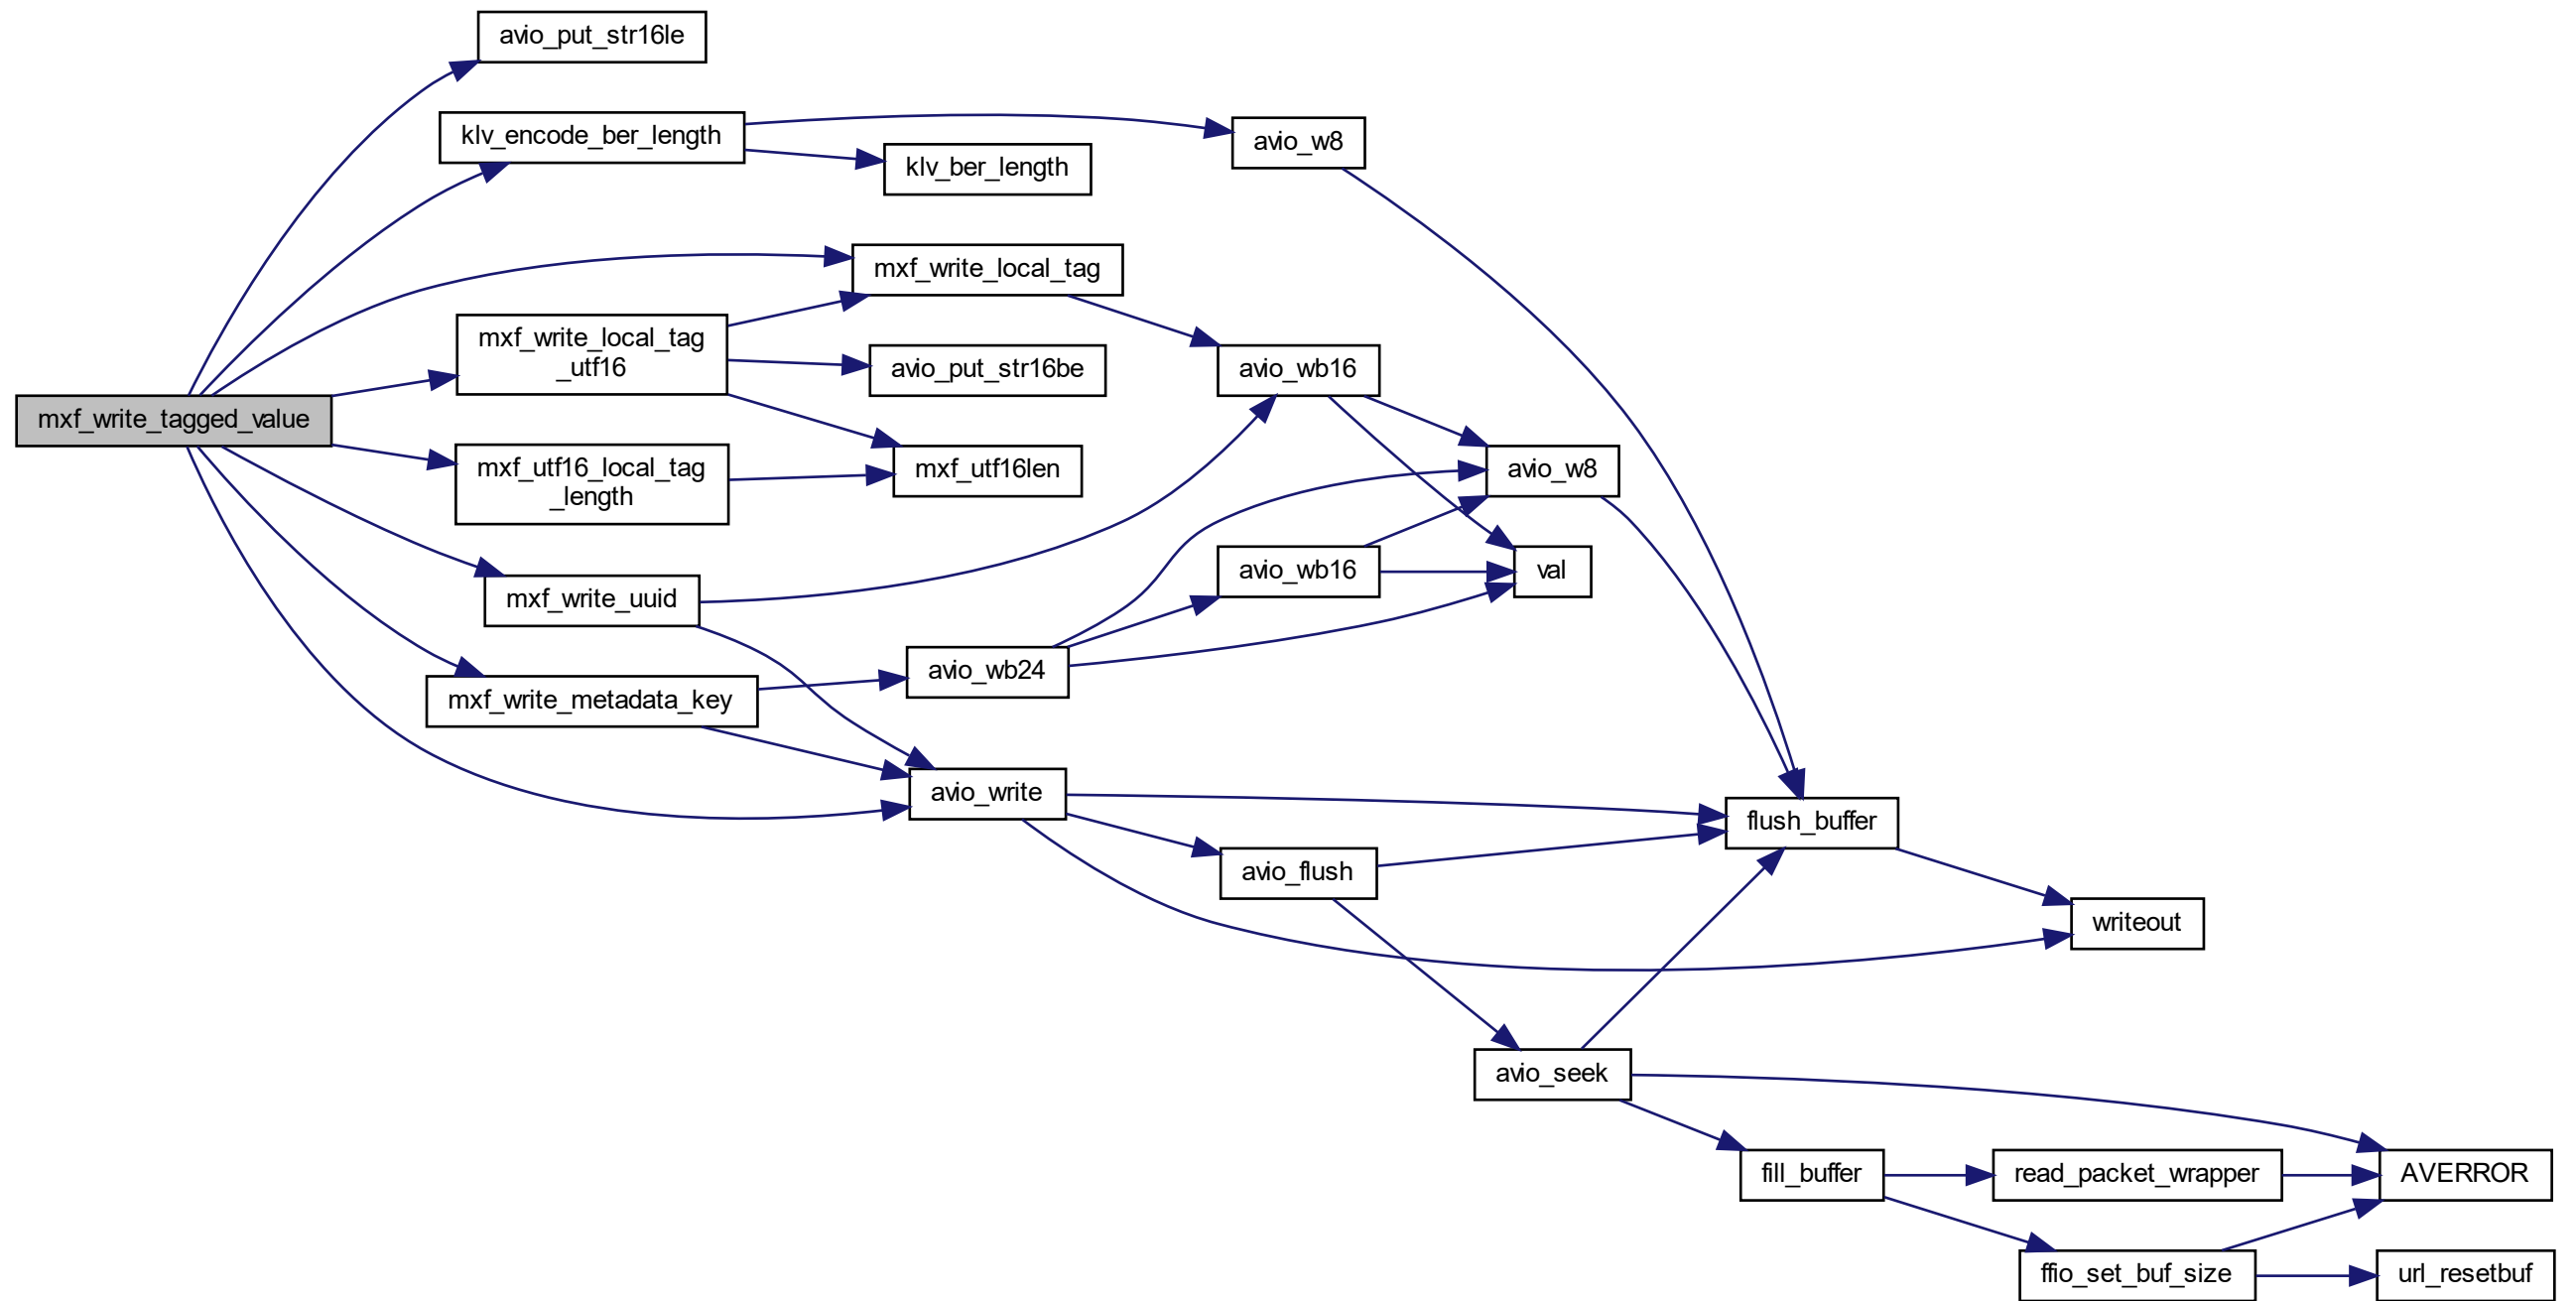 avio_put_str16le
klv_encode_ber_length
avio_w8
klv_ber_length
mxf_write_local_tag
mxf_write_local_tag
_utf16
avio_put_str16be
avio_wb16
mxf_write_tagged_value
mxf_utf16_local_tag
_length
mxf_utf16len
avio_w8
avio_wb16
val
mxf_write_uuid
avio_wb24
mxf_write_metadata_key
avio_write
flush_buffer
avio_flush
writeout
avio_seek
fill_buffer
read_packet_wrapper
AVERROR
ffio_set_buf_size
url_resetbuf